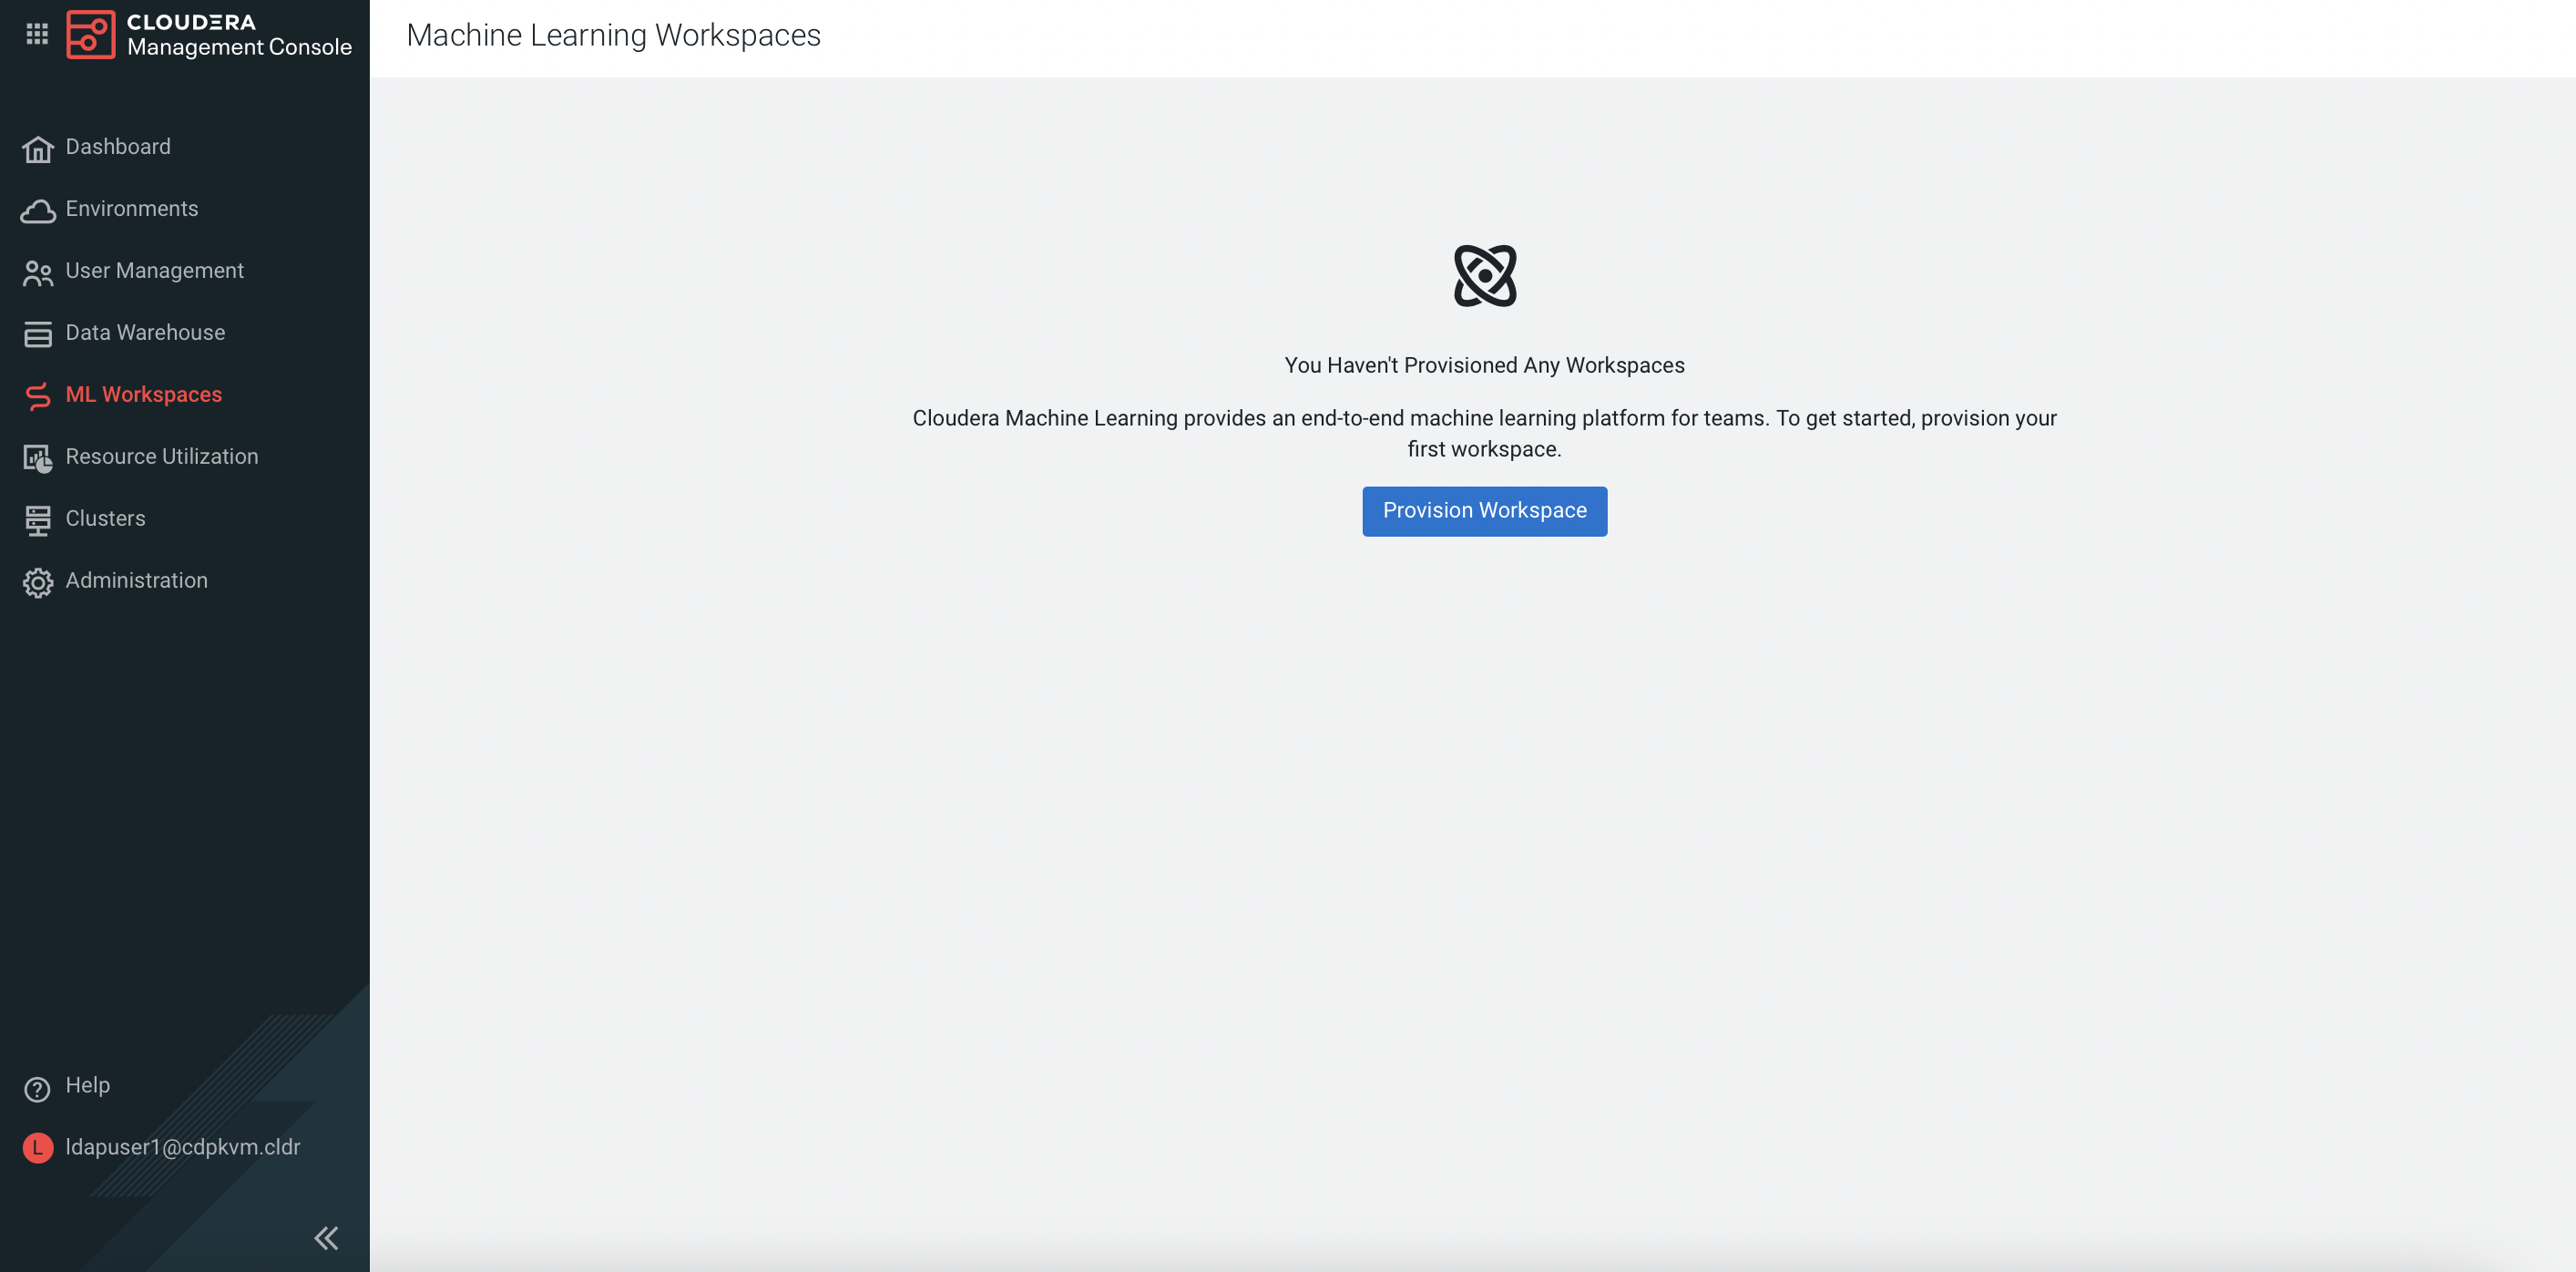 CLOUDERA
Management Console
Machine Learning Workspaces
Dashboard
Environments
User Management
Data Warehouse
ML Workspaces
Resource Utilization
Clusters
Administration
You Haven't Provisioned Any Workspaces
Cloudera Machine Learning provides an end-to-end machine learning platform for teams. To get started, provision your
first workspace.
Provision Workspace
Help
L ldapuser1@cdpkvm.cldr